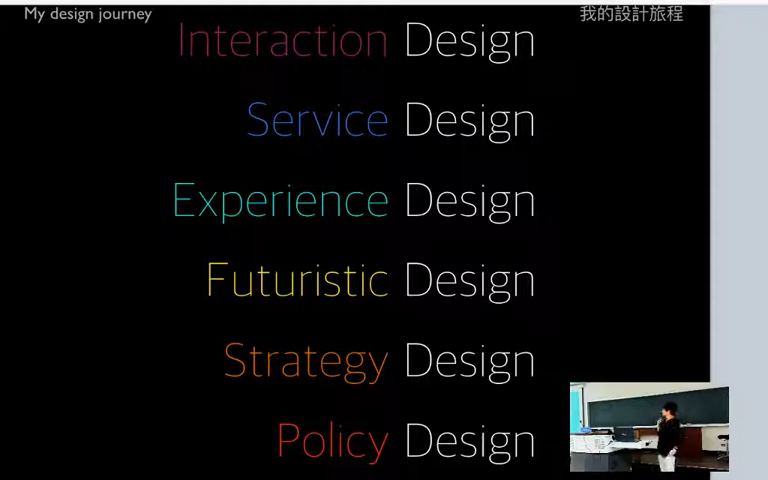 My design journey
我的設計旅程
Interaction Design
Service Design
Experience Design
Futuristic Design
Strategy Design
Policy Design